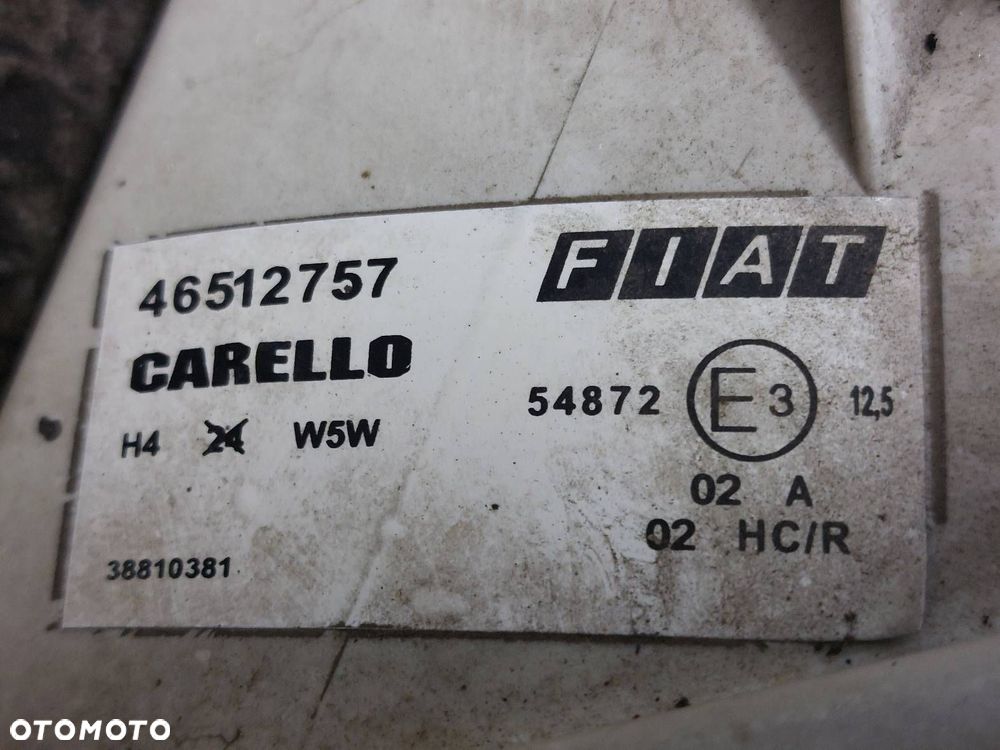 46512757 FIAT
CARELLO
54872 E3 12,5
H4 24 W5W
02 A
02 HC/R
38810381
OTOMOTO